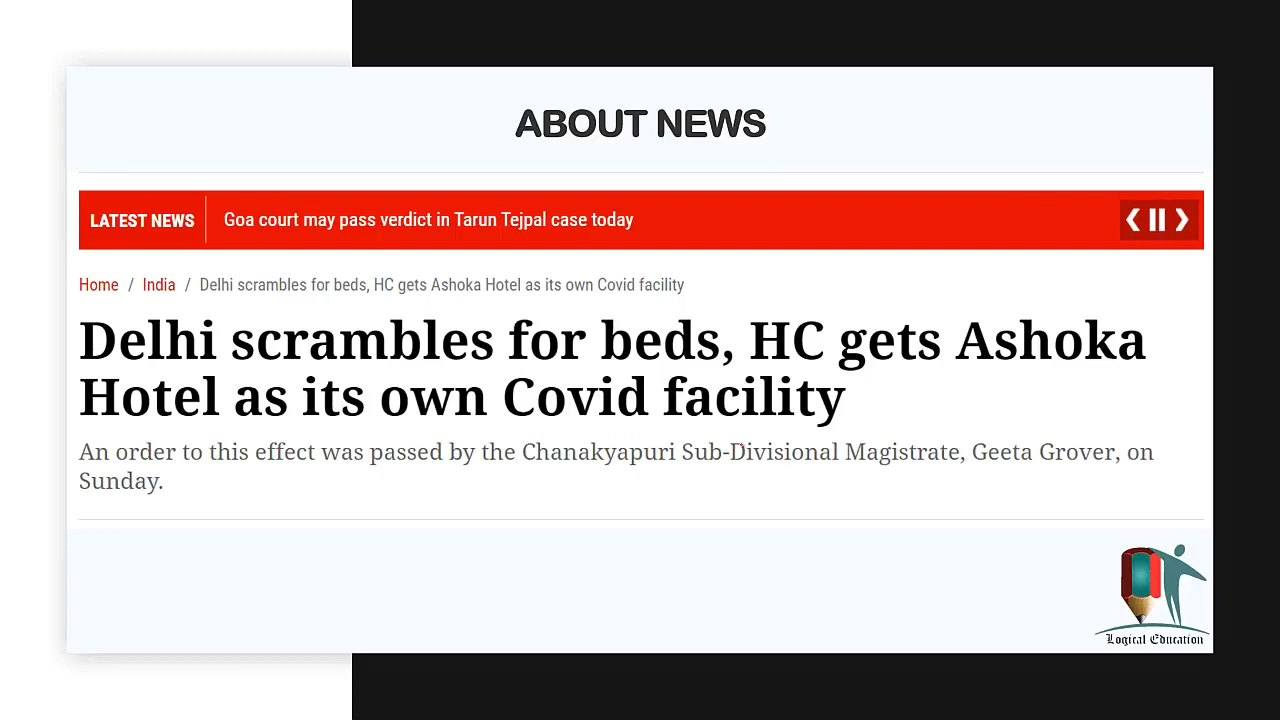 ABOUT NEWS
LATEST NEWS Goa court may pass verdict in Tarun Tejpal case today
Home / India / Delhi scrambles for beds, HC gets Ashoka Hotel as its own Covid facility
Delhi scrambles for beds, HC gets Ashoka
Hotel as its own Covid facility
An order to this effect was passed by the Chanakyapuri Sub-Divisional Magistrate, Geeta Grover, on
Sunday.
Logical Education